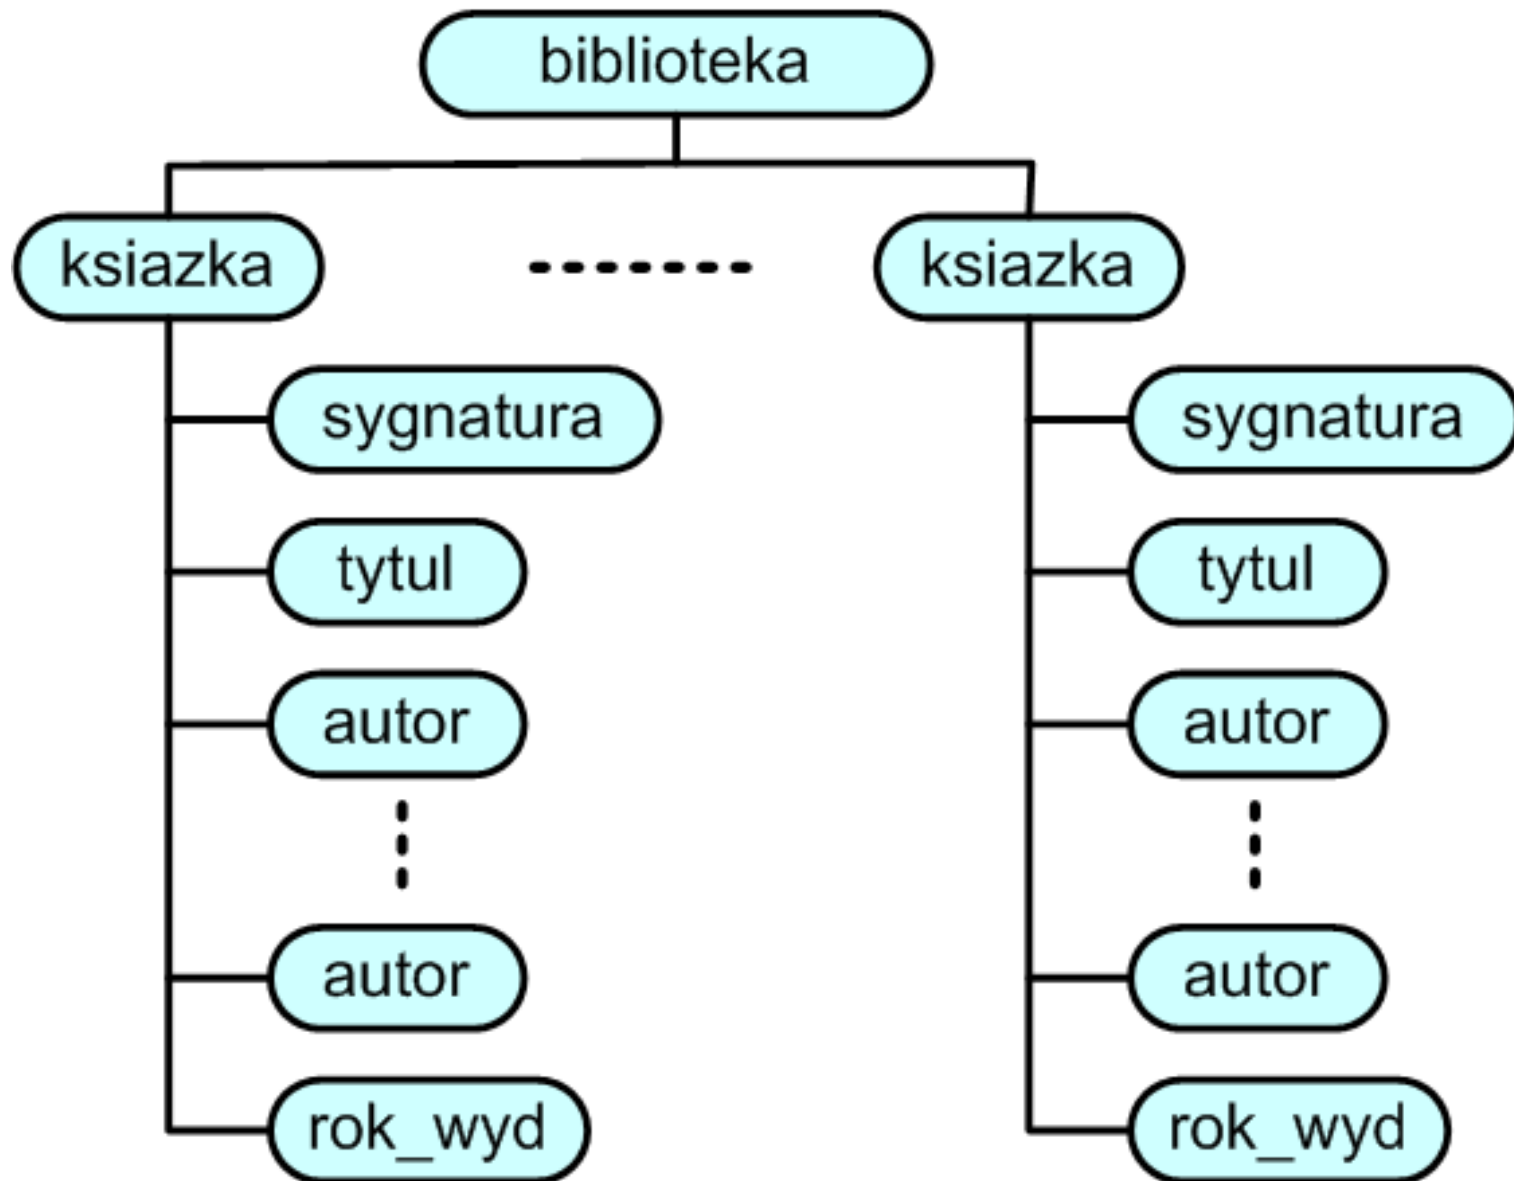 biblioteka
ksiazka
sygnatura
tytul
autor
autor
rok_wyd
ksiazka
sygnatura
tytul
autor
autor
rok_wyd